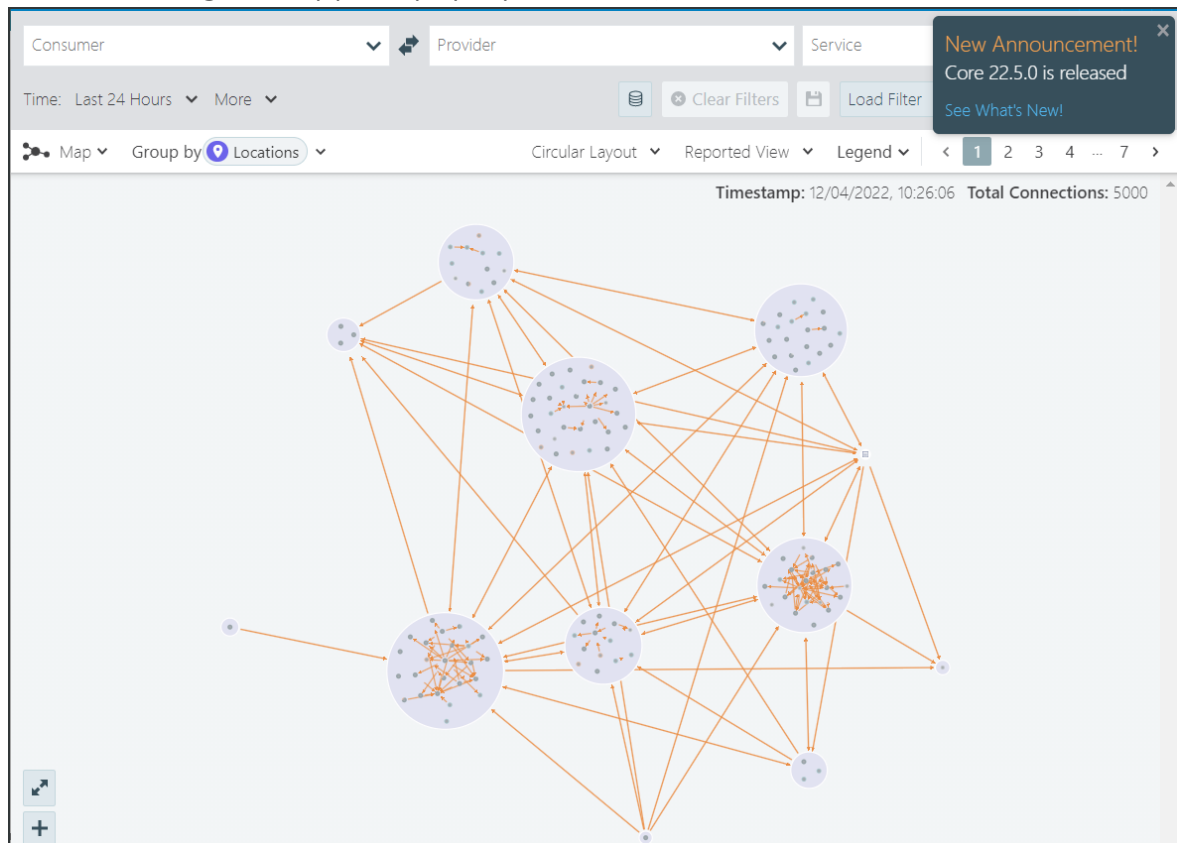 Consumer Provider Service
New Announcement!
Core 22.5.0 is released
See What's New!
Time: Last 24 Hours More Clear Filters Load Filter
Map Group by Locations Circular Layout Reported View Legend < 1 2 3 4 ... 7 >
Timestamp: 12/04/2022, 10:26:06 Total Connections: 5000